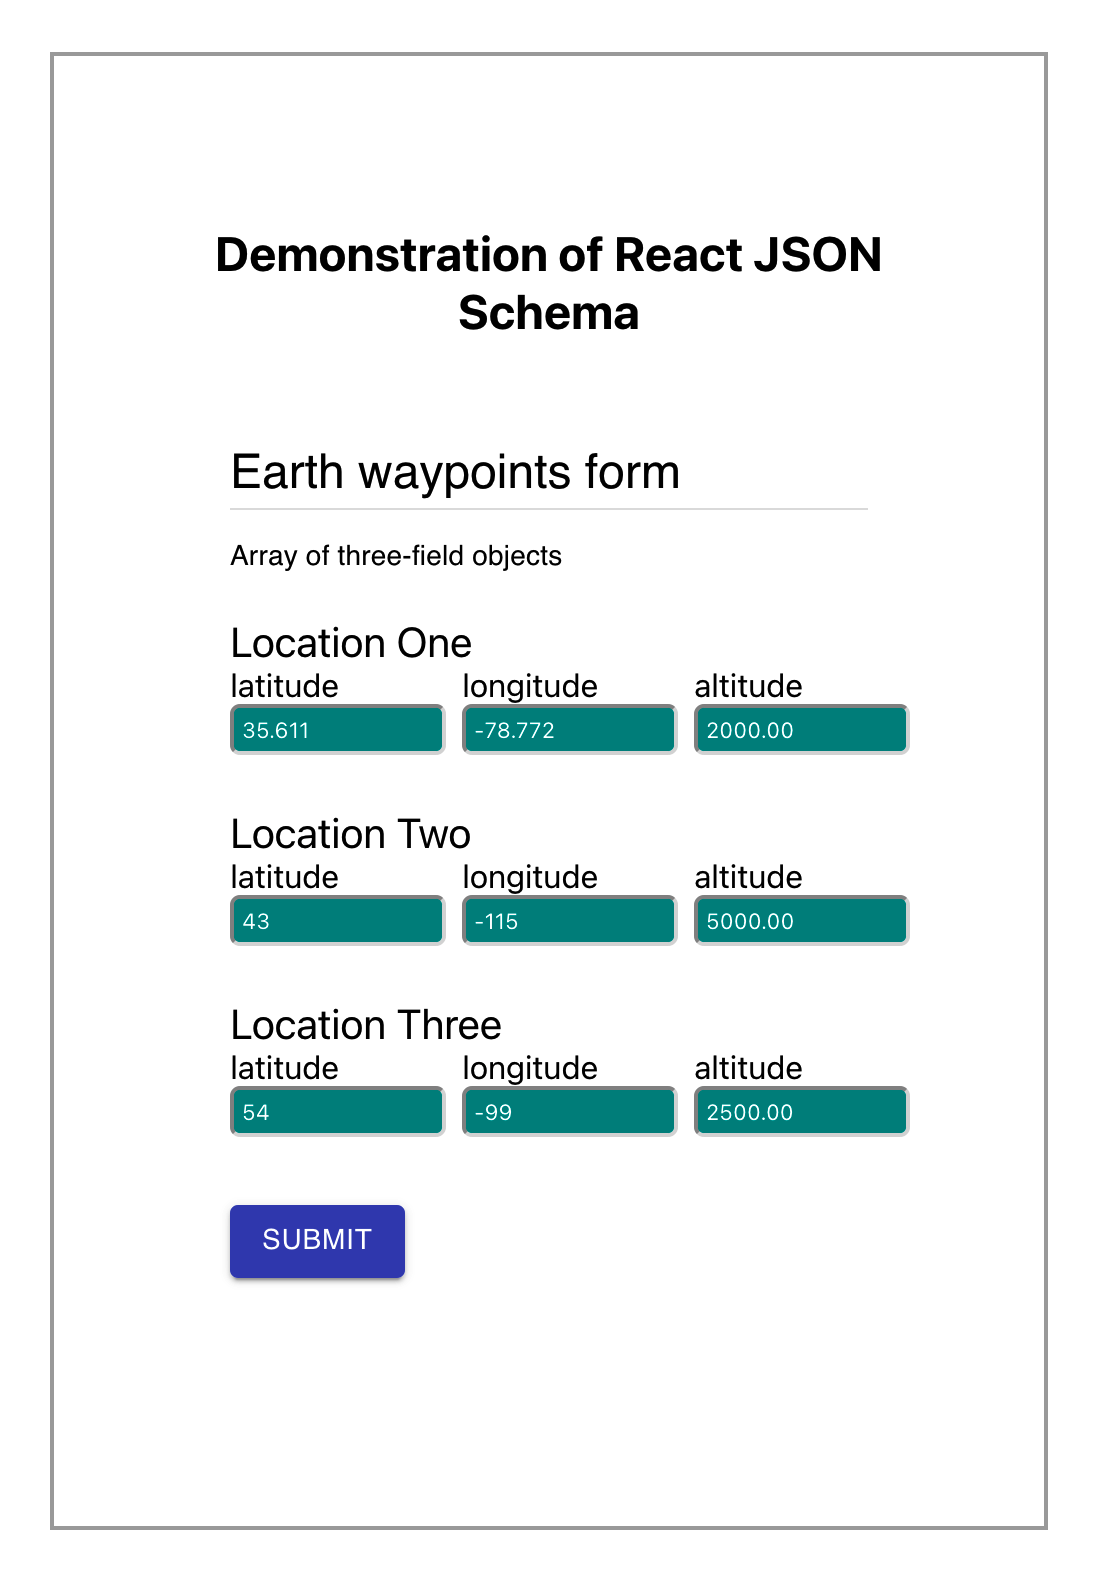 Demonstration of React JSON
Schema
Earth waypoints form
Array of three-field objects
Location One
latitude longitude altitude
35.611 -78.772 2000.00
Location Two
latitude longitude altitude
43 -115 5000.00
Location Three
latitude longitude altitude
54 -99 2500.00
SUBMIT